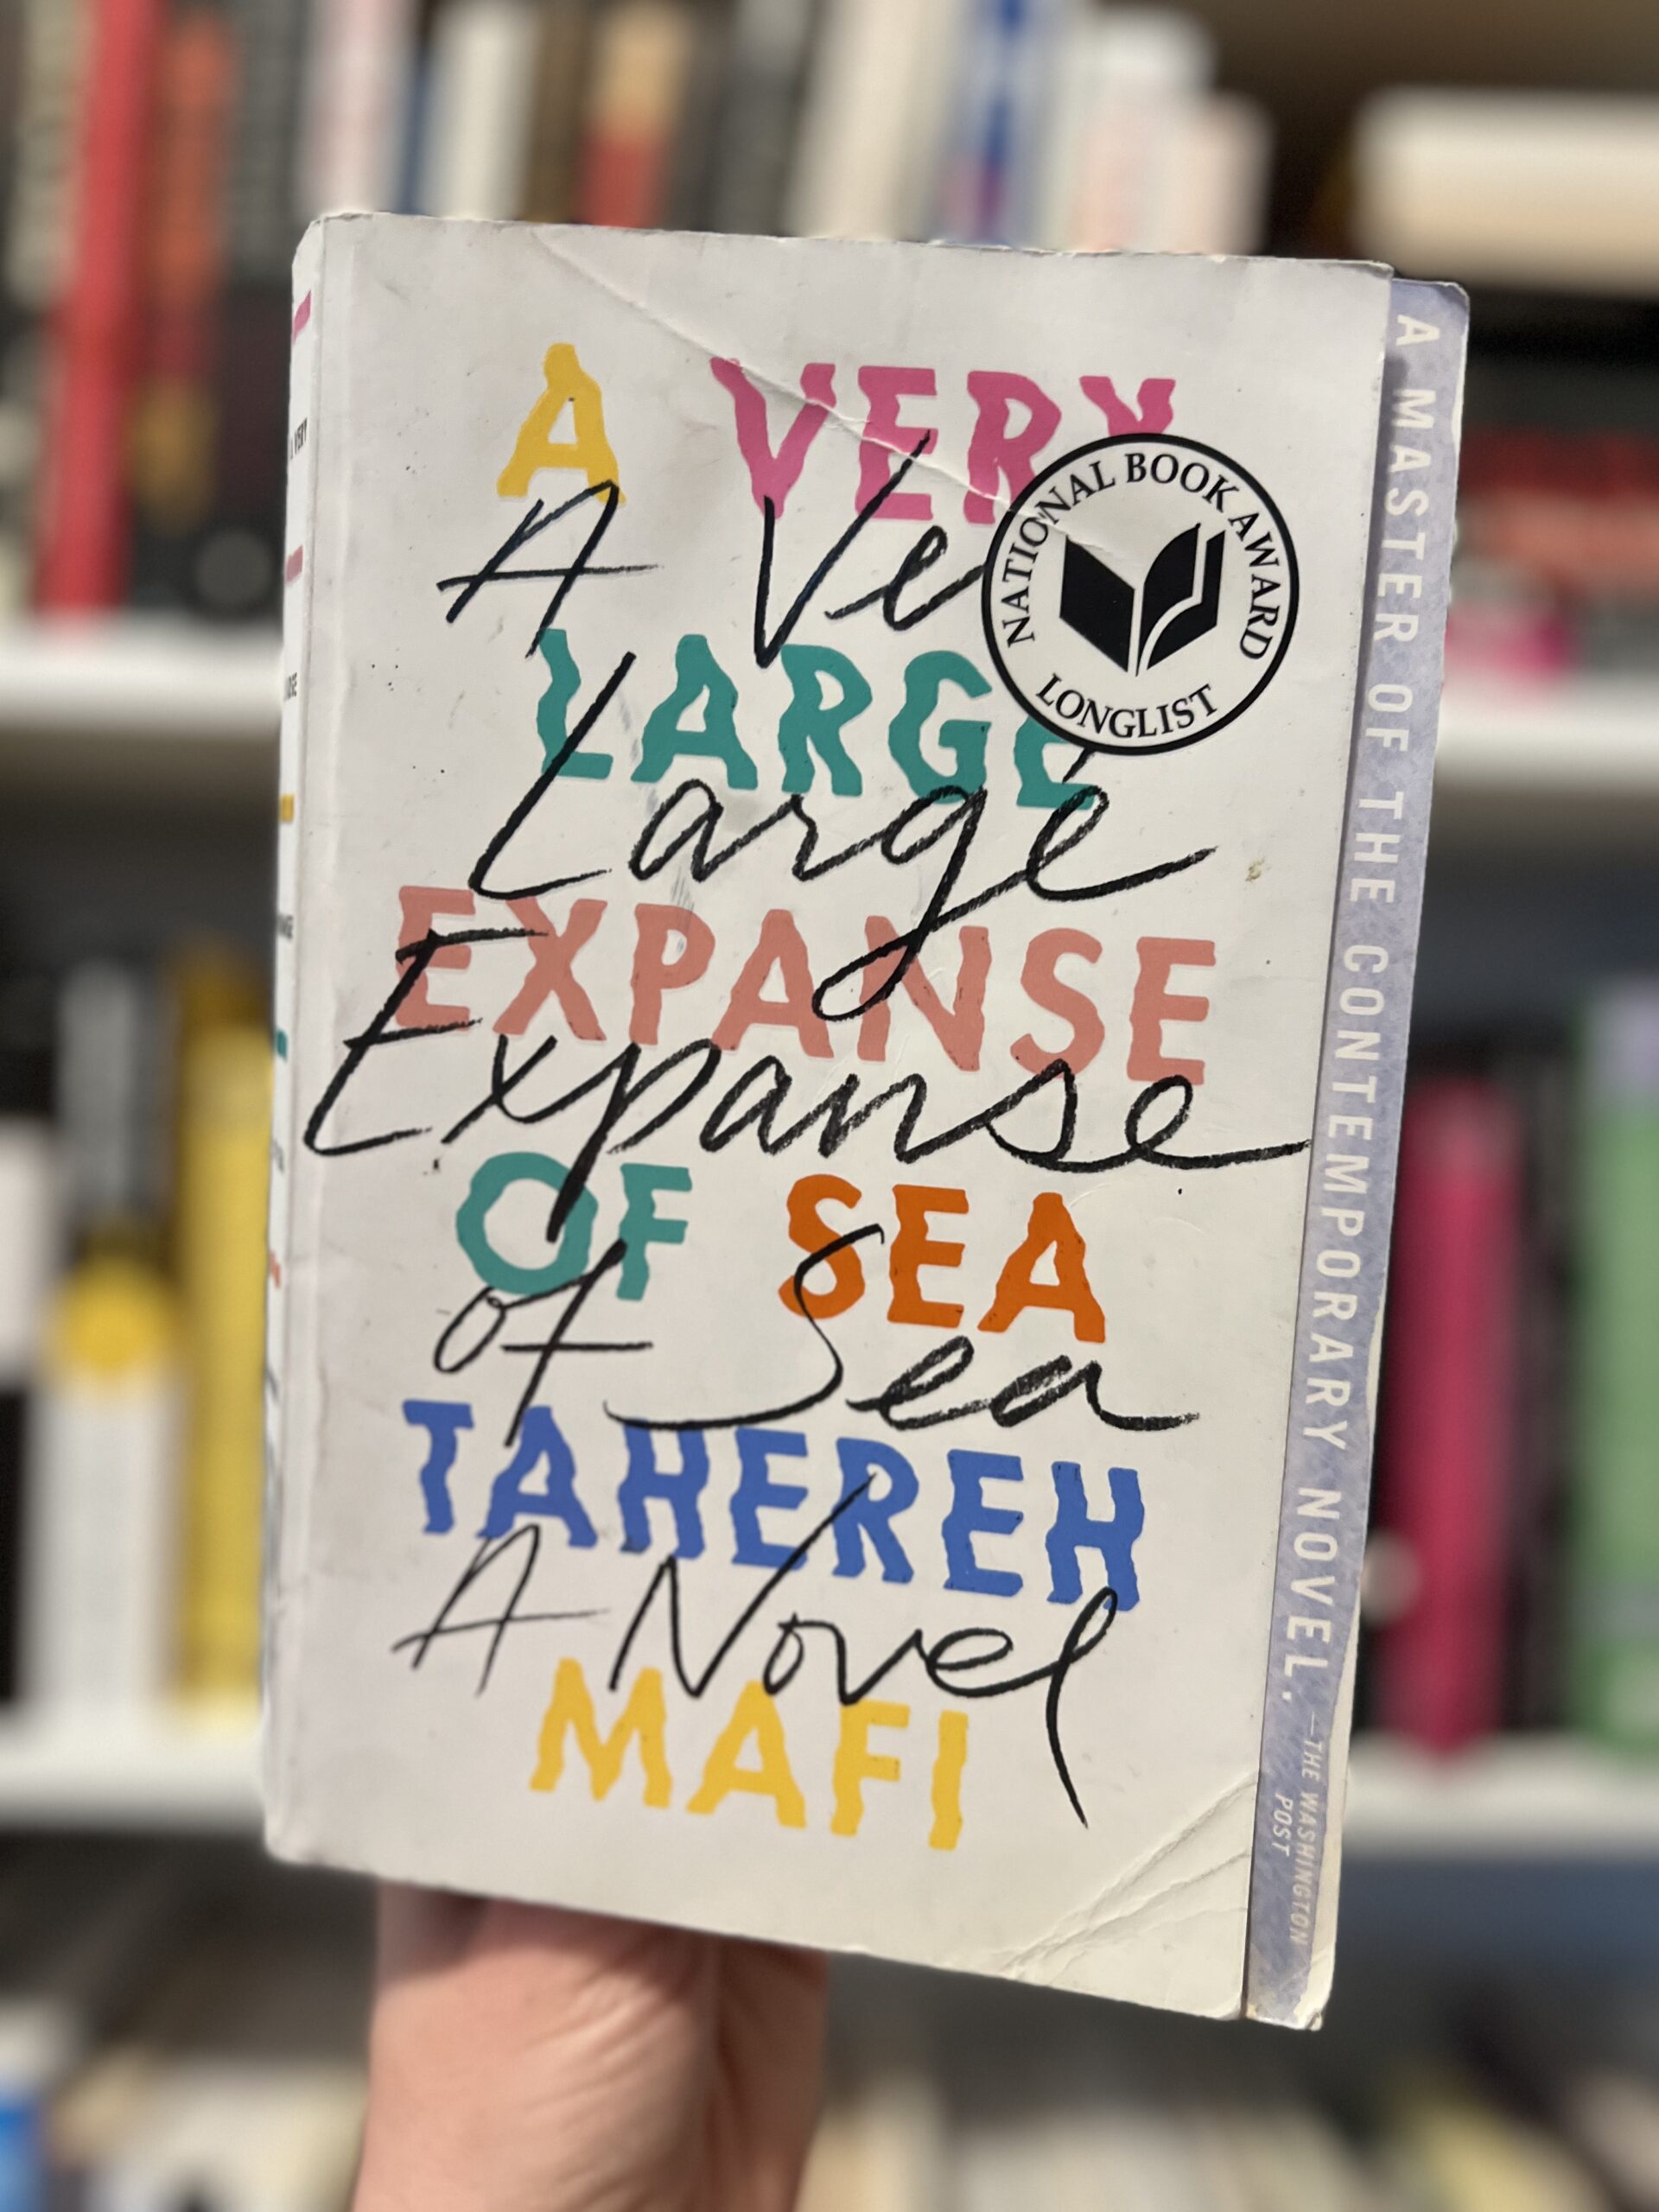 A VERY
A Ve
LARGE
Large
EXPANSE
Expanse
OF SEA
of Sea
TAHEREH
A Novel
MAFI
NATIONAL BOOK AWARD
LONGLIST
A MASTER OF THE CONTEMPORARY NOVEL.
—THE WASHINGTON
POST